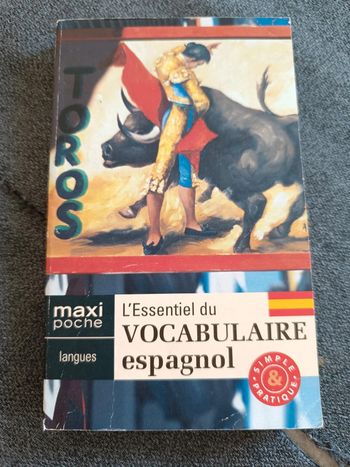 TOROS
maxi
poche
langues
L'Essentiel du
VOCABULAIRE
espagnol
SIMPLE
&
PRATIQUE